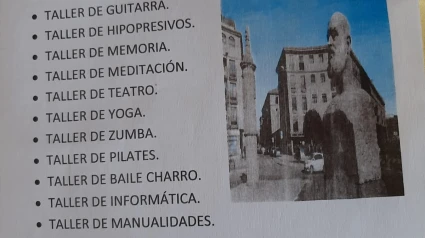 • TALLER DE GUITARRA.
• TALLER DE HIPOPRESIVOS.
• TALLER DE MEMORIA.
• TALLER DE MEDITACIÓN.
• TALLER DE TEATRO.
• TALLER DE YOGA.
• TALLER DE ZUMBA.
• TALLER DE PILATES.
• TALLER DE BAILE CHARRO.
• TALLER DE INFORMÁTICA.
• TALLER DE MANUALIDADES.